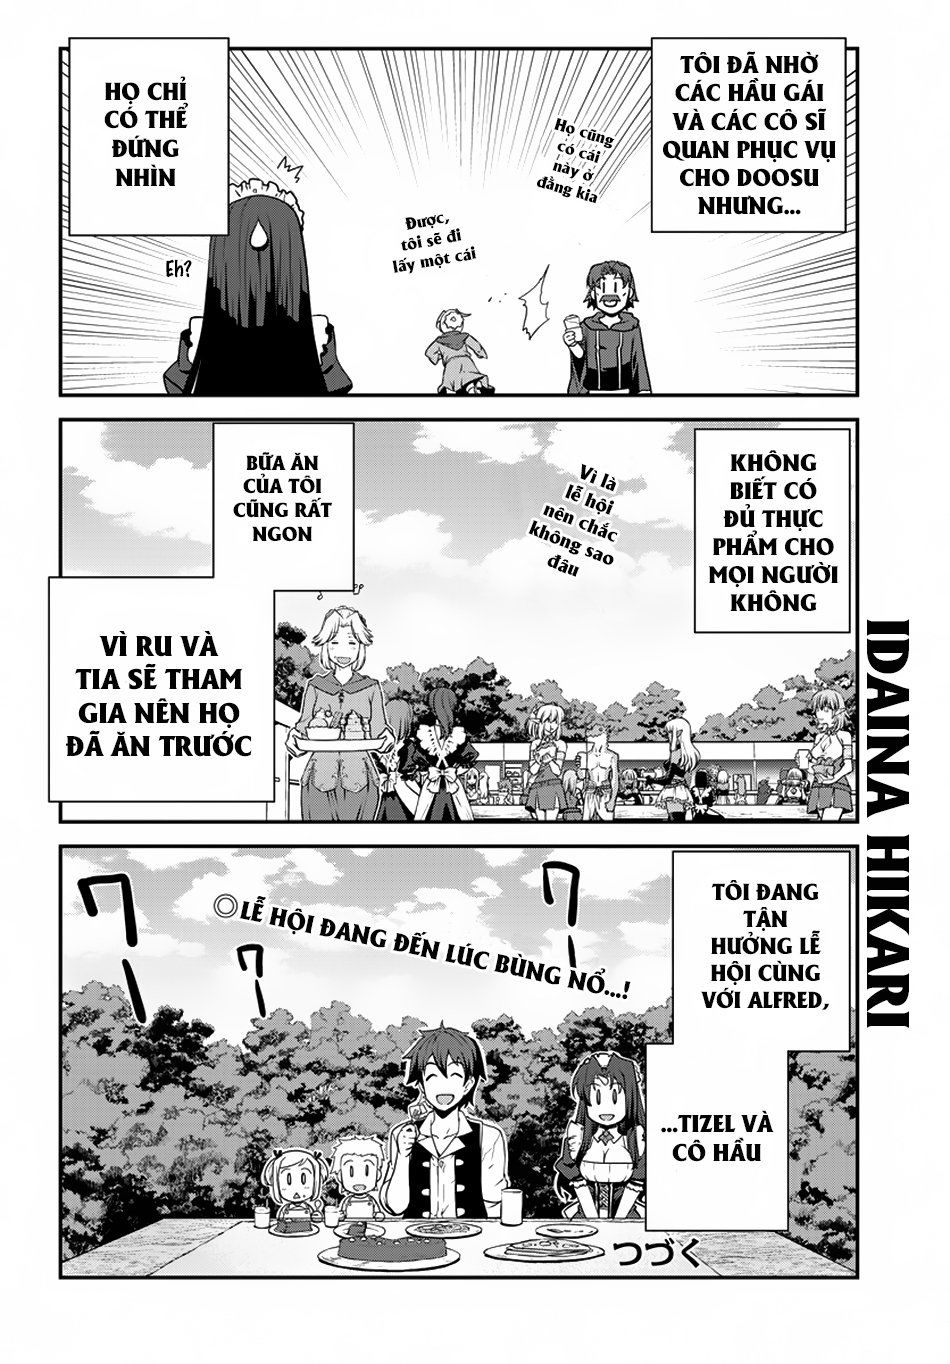 TÔI ĐÃ NHỜ
CÁC HẦU GÁI
VÀ CÁC CÔ SĨ
QUAN PHỤC VỤ
CHO DOOSU
NHƯNG...
Họ cũng
có cái
này ở
đằng kia
Được,
tôi sẽ đi
lấy một cái
HỌ CHỈ
CÓ THỂ
ĐỨNG
NHÌN
Eh?
KHÔNG
BIẾT CÓ
ĐỦ THỰC
PHẨM CHO
MỌI NGƯỜI
KHÔNG
Vì là
lễ hội
nên chắc
không sao
đâu
BỮA ĂN
CỦA TÔI
CŨNG RẤT
NGON
VÌ RU VÀ
TIA SẼ THAM
GIA NÊN HỌ
ĐÃ ĂN TRƯỚC
TÔI ĐANG
TẬN
HƯỞNG LỄ
HỘI CÙNG
VỚI ALFRED,
...TIZEL VÀ
CÔ HẦU
◎LỄ HỘI ĐANG ĐẾN LÚC BÙNG NỔ...!
ワー
ワー
つづく
IDAINA HIKARI